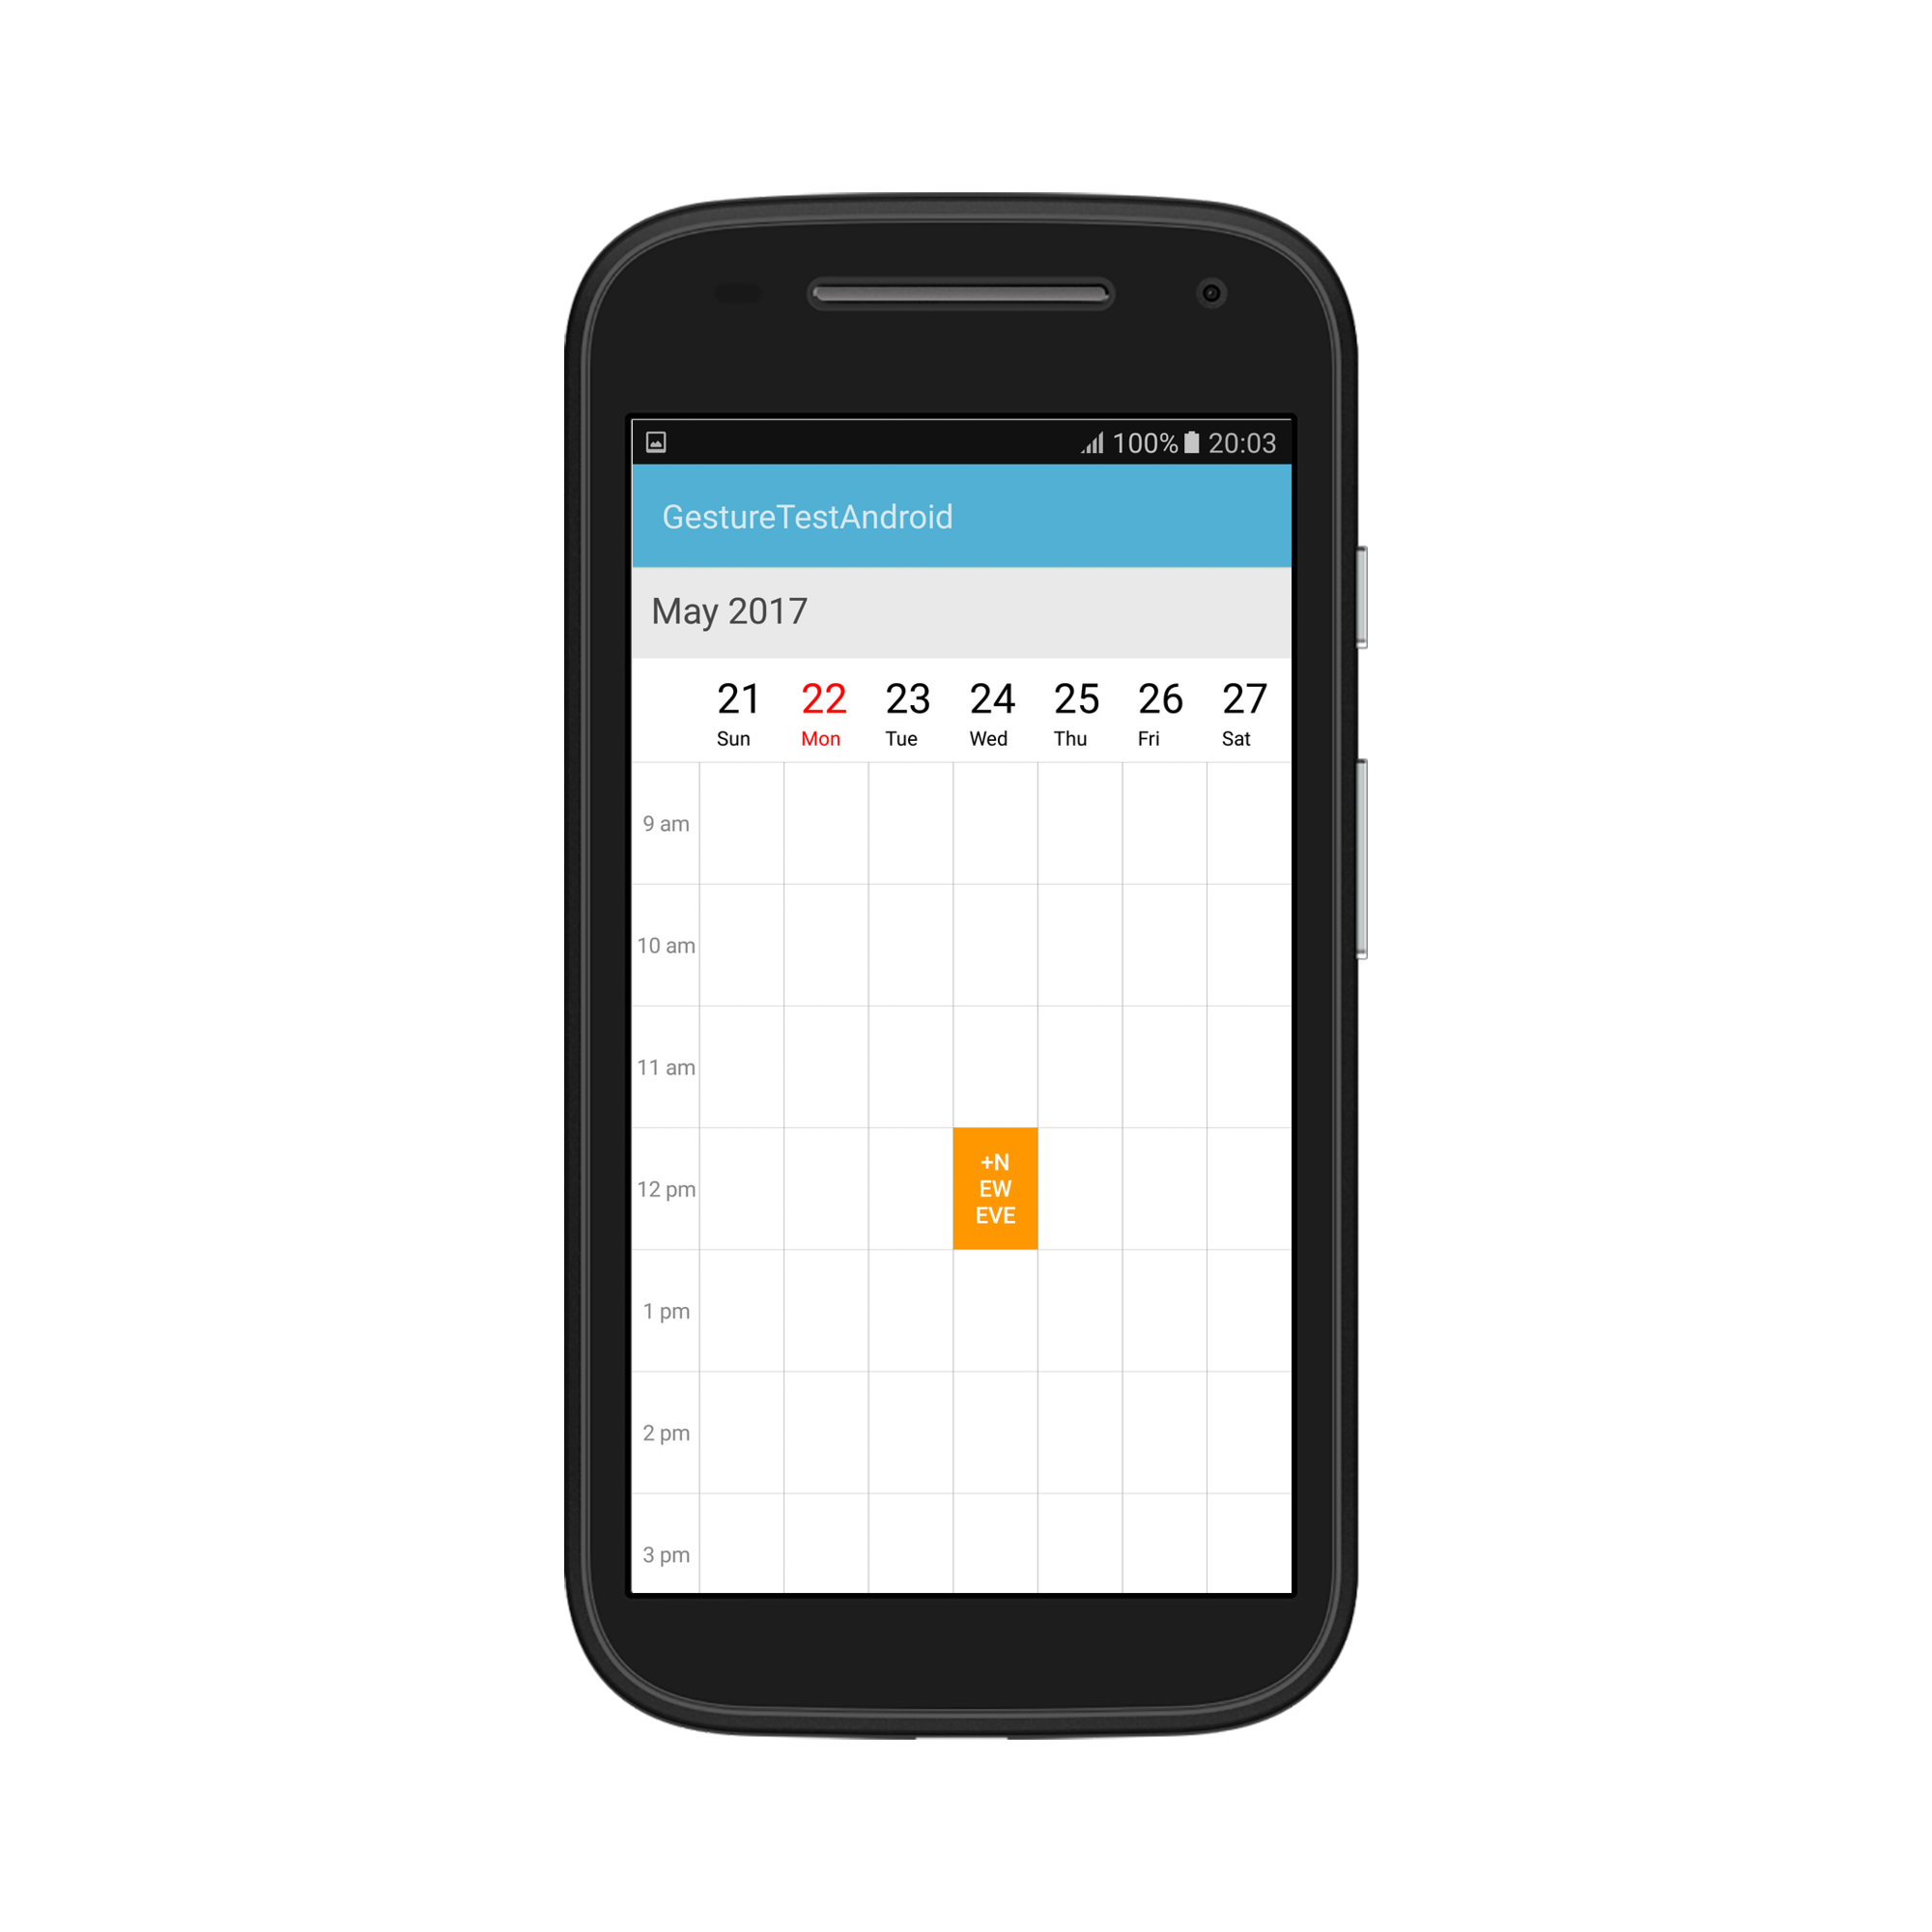 100% 20:03
GestureTestAndroid
May 2017
21 22 23 24 25 26 27
Sun Mon Tue Wed Thu Fri Sat
9 am
10 am
11 am
+N
EW
12 pm
EVE
1 pm
2 pm
3 pm